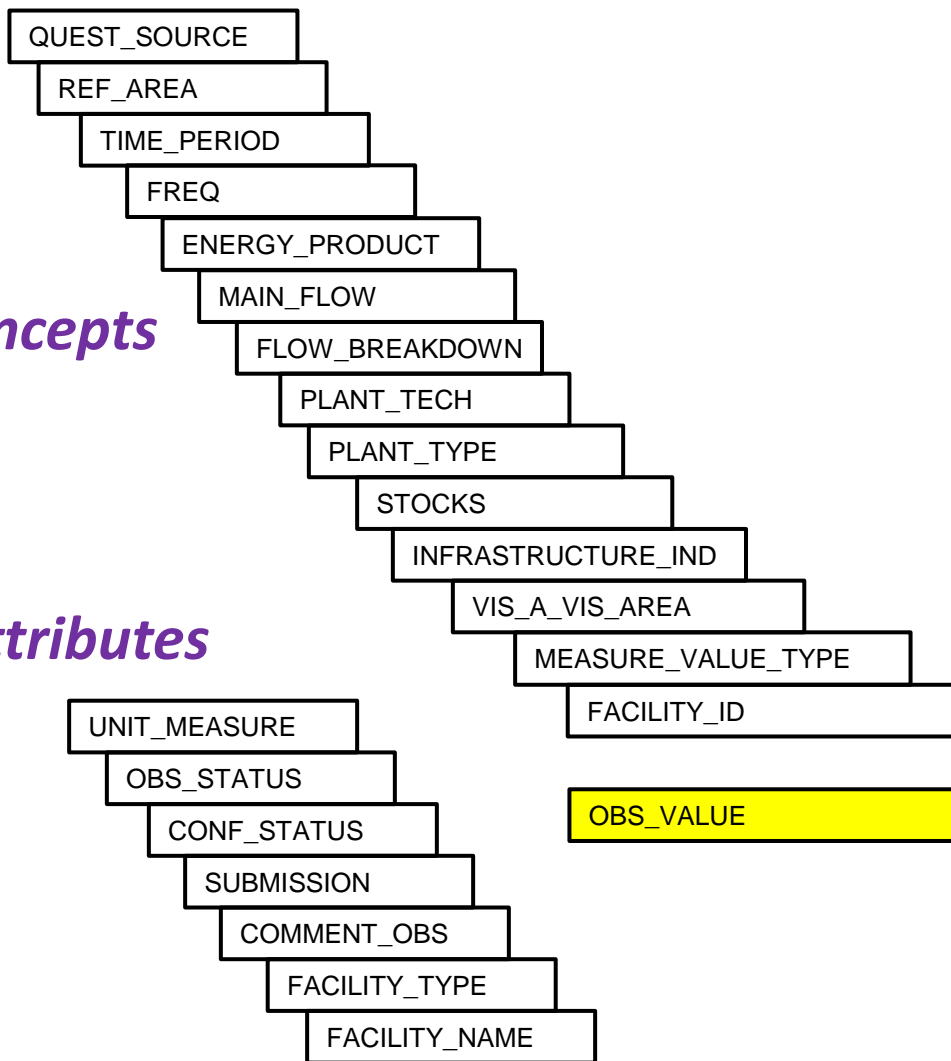 QUEST_SOURCE
REF_AREA
TIME_PERIOD
FREQ
ENERGY_PRODUCT
MAIN_FLOW
ncepts
FLOW_BREAKDOWN
PLANT_TECH
PLANT_TYPE
STOCKS
INFRASTRUCTURE_IND
VIS_A_VIS_AREA
ttributes
MEASURE_VALUE_TYPE
FACILITY_ID
UNIT_MEASURE
OBS_STATUS
OBS_VALUE
CONF_STATUS
SUBMISSION
COMMENT_OBS
FACILITY_TYPE
FACILITY_NAME